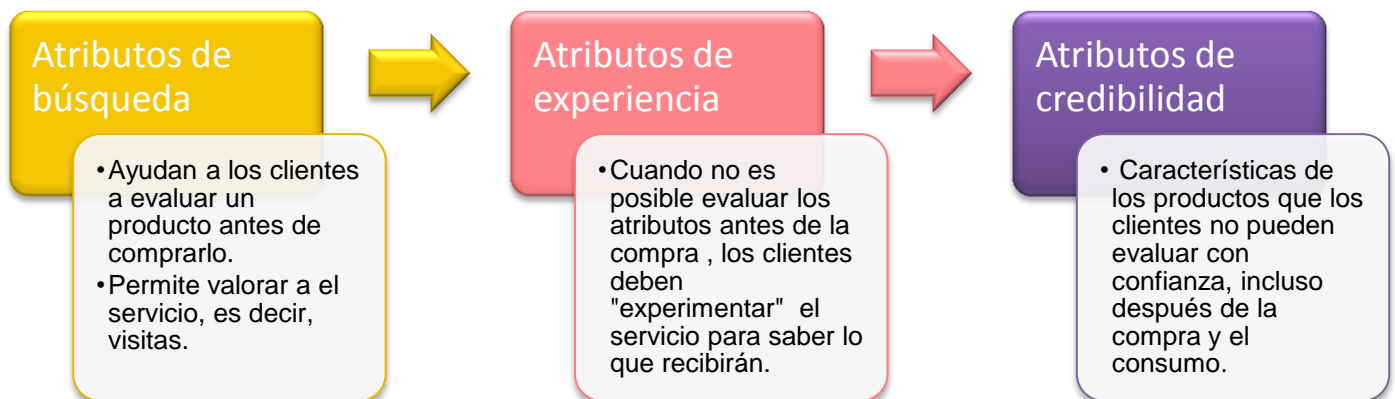 Atributos de
búsqueda
•Ayudan a los clientes
a evaluar un
producto antes de
comprarlo.
•Permite valorar a el
servicio, es decir,
visitas.
Atributos de
experiencia
•Cuando no es
posible evaluar los
atributos antes de la
compra , los clientes
deben
"experimentar" el
servicio para saber lo
que recibirán.
Atributos de
credibilidad
• Características de
los productos que los
clientes no pueden
evaluar con
confianza, incluso
después de la
compra y el
consumo.